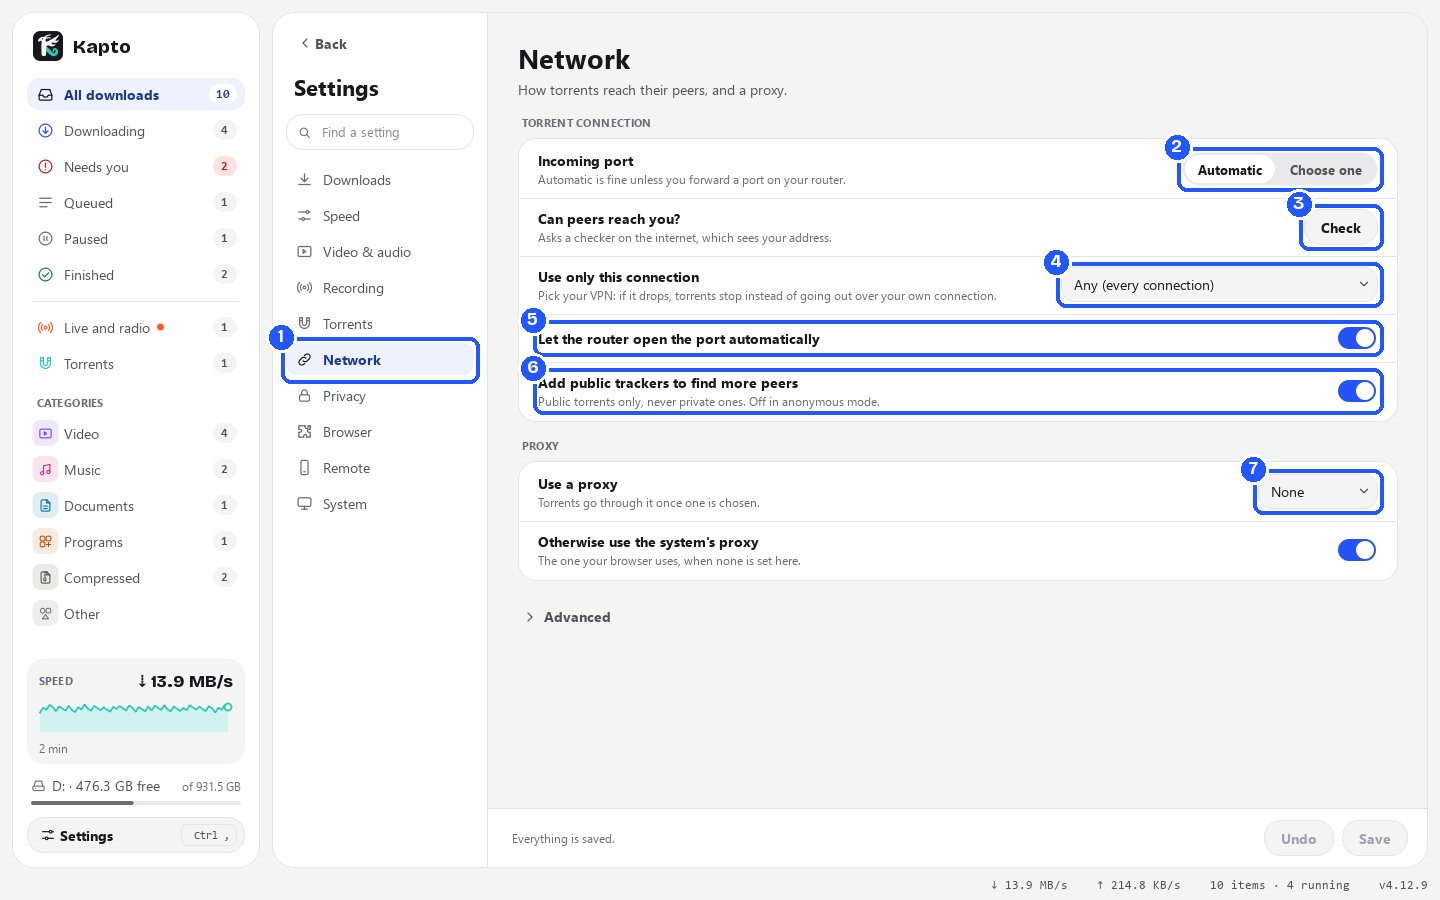 Kapto
All downloads 10
Downloading 4
Needs you 2
Queued 1
Paused 1
Finished 2
Live and radio 1
Torrents 1
CATEGORIES
Video 4
Music 2
Documents 1
Programs 1
Compressed 2
Other
SPEED ↓ 13.9 MB/s
2 min
D: · 476.3 GB free of 931.5 GB
Settings Ctrl ,
Back
Settings
Find a setting
Downloads
Speed
Video & audio
Recording
Torrents
1
Network
Privacy
Browser
Remote
System
Network
How torrents reach their peers, and a proxy.
TORRENT CONNECTION
2
Incoming port
Automatic is fine unless you forward a port on your router.
Automatic Choose one
3
Can peers reach you?
Asks a checker on the internet, which sees your address.
Check
4
Use only this connection
Pick your VPN: if it drops, torrents stop instead of going out over your own connection.
Any (every connection)
5
Let the router open the port automatically
6
Add public trackers to find more peers
Public torrents only, never private ones. Off in anonymous mode.
PROXY
7
Use a proxy
Torrents go through it once one is chosen.
None
Otherwise use the system's proxy
The one your browser uses, when none is set here.
Advanced
Everything is saved.
Undo Save
↓ 13.9 MB/s ↑ 214.8 KB/s 10 items · 4 running v4.12.9